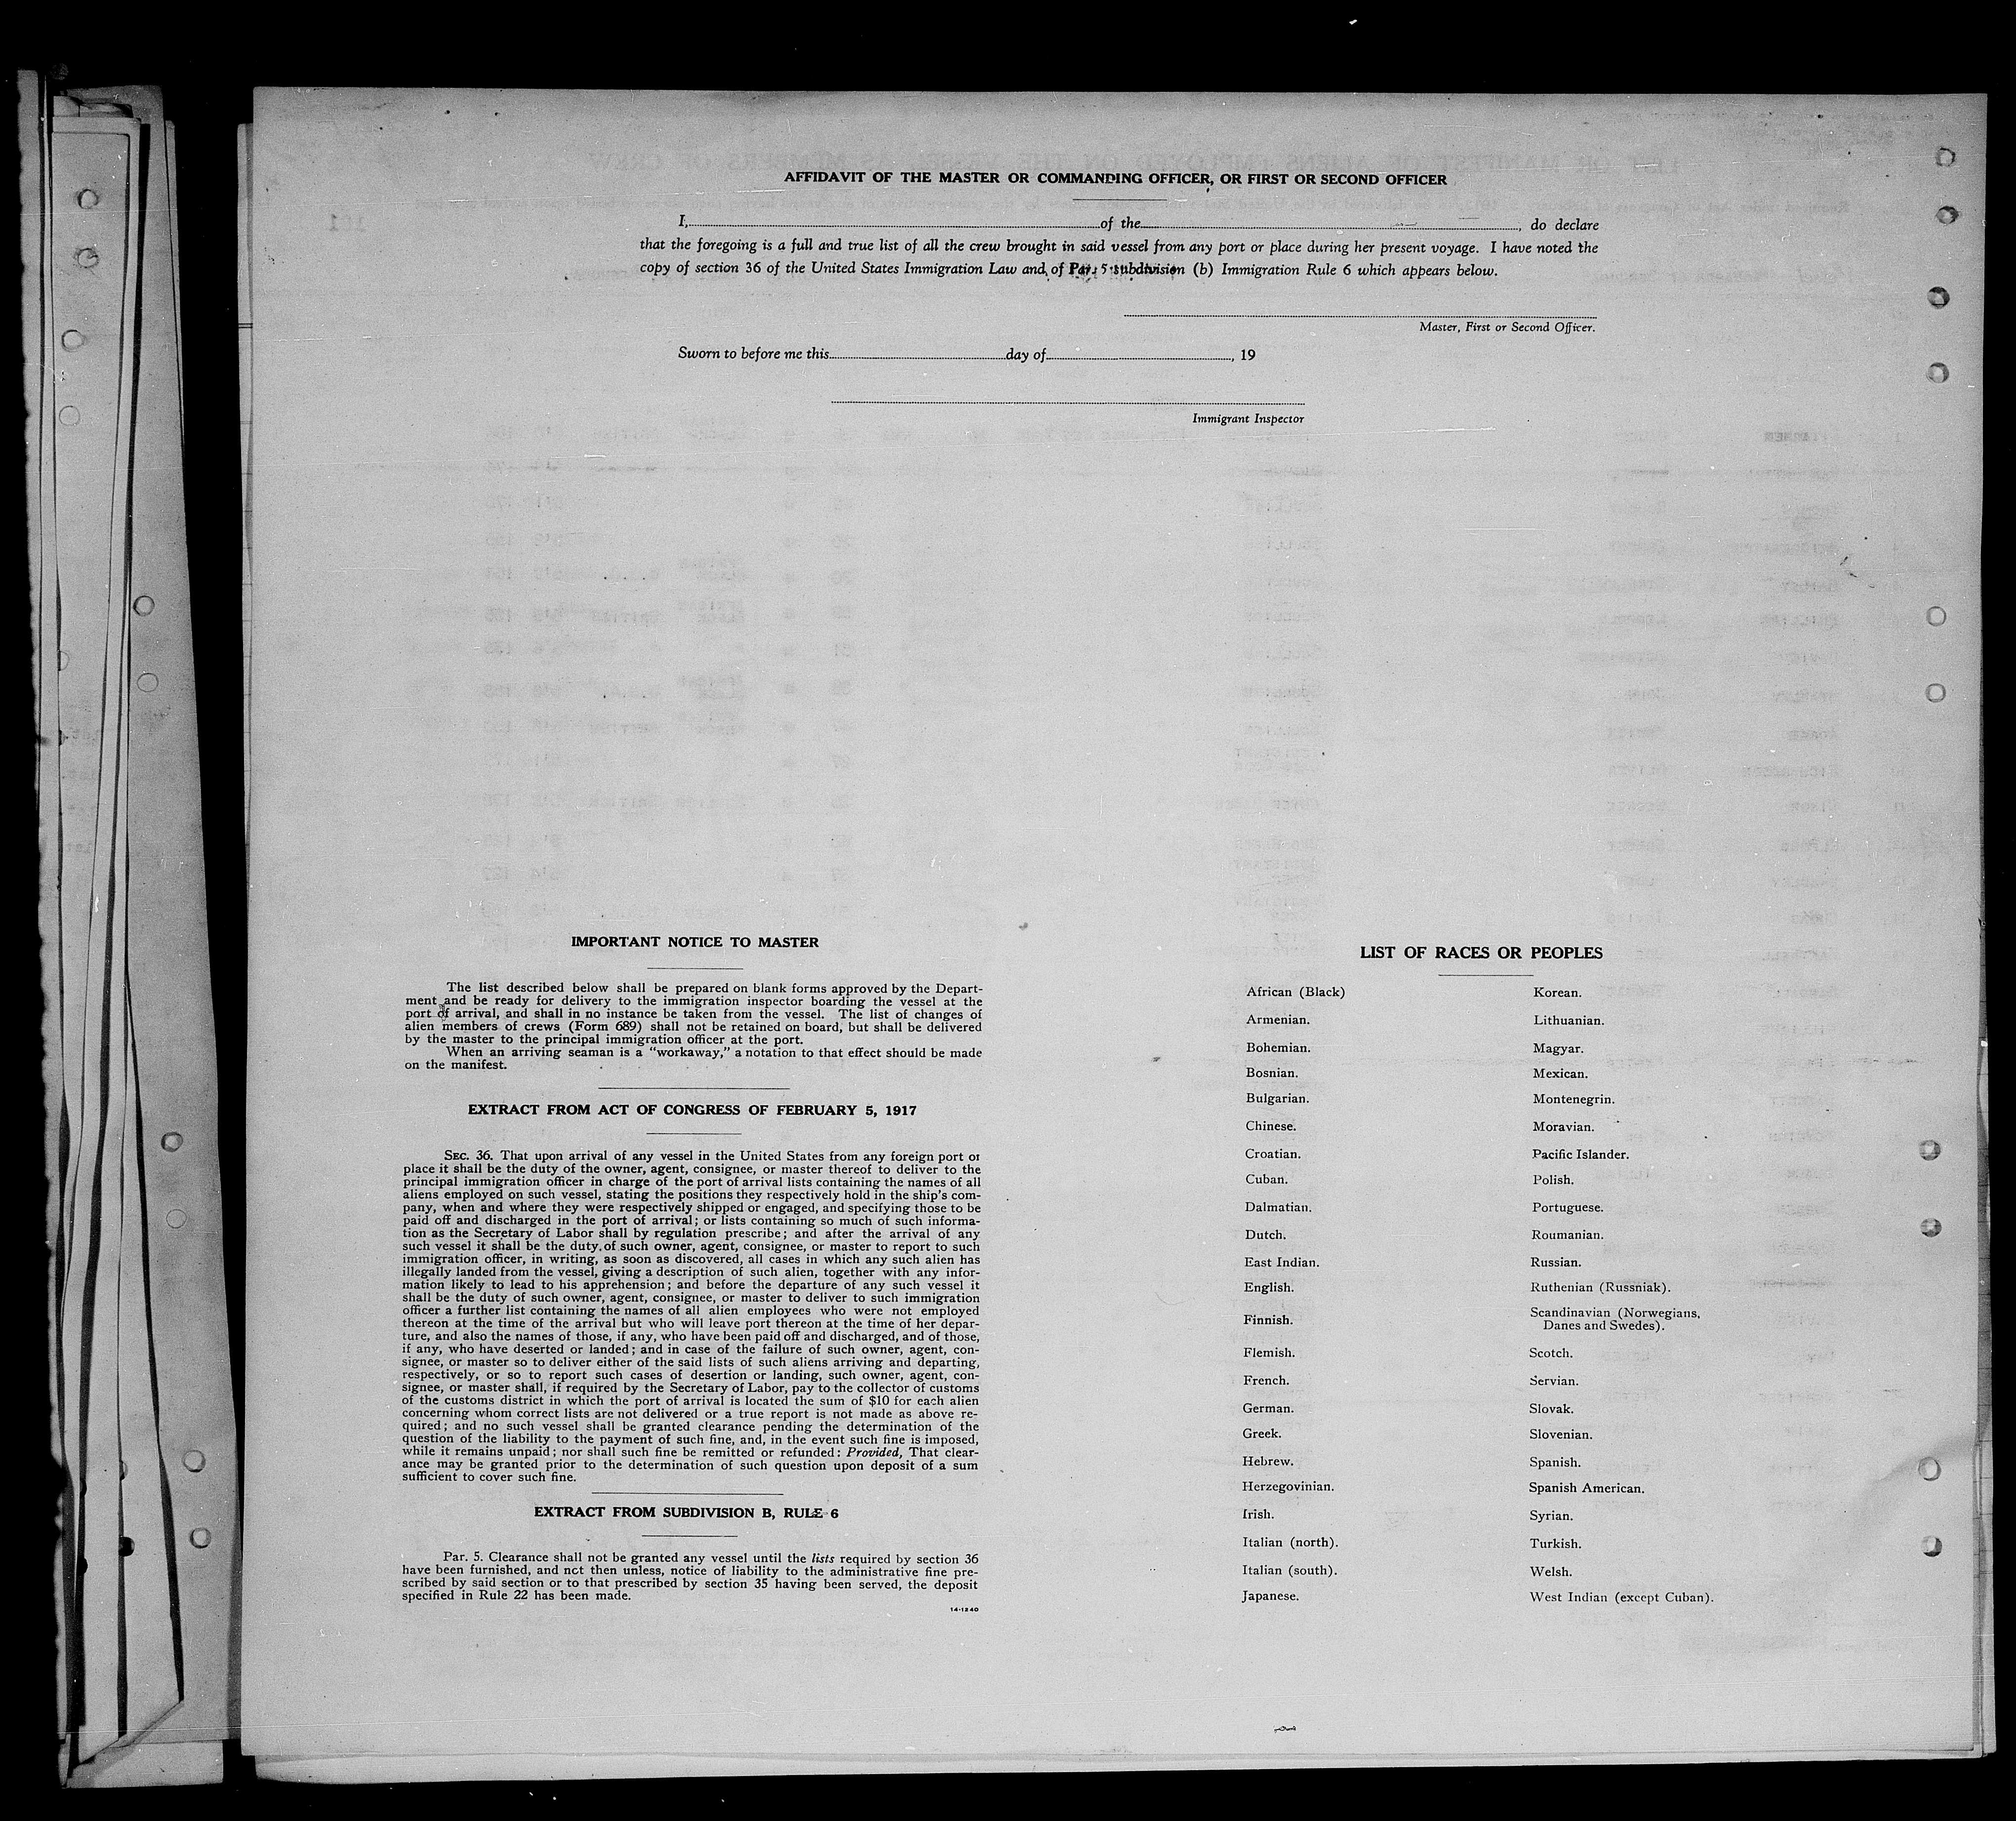 AFFIDAVIT OF THE MASTER OR COMMANDING OFFICER, OR FIRST OR SECOND OFFICER
I, of the , do declare
that the foregoing is a full and true list of all the crew brought in said vessel from any port or place during her present voyage. I have noted the
copy of section 36 of the United States Immigration Law and of Par. 5 subdivision (b) Immigration Rule 6 which appears below.
Master, First or Second Officer.
Sworn to before me this day of , 19
Immigrant Inspector
IMPORTANT NOTICE TO MASTER
The list described below shall be prepared on blank forms approved by the Depart-
ment and be ready for delivery to the immigration inspector boarding the vessel at the
port of arrival, and shall in no instance be taken from the vessel. The list of changes of
alien members of crews (Form 689) shall not be retained on board, but shall be delivered
by the master to the principal immigration officer at the port.
When an arriving seaman is a "workaway," a notation to that effect should be made
on the manifest.
EXTRACT FROM ACT OF CONGRESS OF FEBRUARY 5, 1917
SEC. 36. That upon arrival of any vessel in the United States from any foreign port or
place it shall be the duty of the owner, agent, consignee, or master thereof to deliver to the
principal immigration officer in charge of the port of arrival lists containing the names of all
aliens employed on such vessel, stating the positions they respectively hold in the ship's com-
pany, when and where they were respectively shipped or engaged, and specifying those to be
paid off and discharged in the port of arrival; or lists containing so much of such informa-
tion as the Secretary of Labor shall by regulation prescribe; and after the arrival of any
such vessel it shall be the duty of such owner, agent, consignee, or master to report to such
immigration officer, in writing, as soon as discovered, all cases in which any such alien has
illegally landed from the vessel, giving a description of such alien, together with any infor-
mation likely to lead to his apprehension; and before the departure of any such vessel it
shall be the duty of such owner, agent, consignee, or master to deliver to such immigration
officer a further list containing the names of all alien employees who were not employed
thereon at the time of the arrival but who will leave port thereon at the time of her depar-
ture, and also the names of those, if any, who have been paid off and discharged, and of those,
if any, who have deserted or landed; and in case of the failure of such owner, agent, con-
signee, or master so to deliver either of the said lists of such aliens arriving and departing,
respectively, or so to report such cases of desertion or landing, such owner, agent, con-
signee, or master shall, if required by the Secretary of Labor, pay to the collector of customs
of the customs district in which the port of arrival is located the sum of $10 for each alien
concerning whom correct lists are not delivered or a true report is not made as above re-
quired; and no such vessel shall be granted clearance pending the determination of the
question of the liability to the payment of such fine, and, in the event such fine is imposed,
while it remains unpaid; nor shall such fine be remitted or refunded: Provided, That clear-
ance may be granted prior to the determination of such question upon deposit of a sum
sufficient to cover such fine.
EXTRACT FROM SUBDIVISION B, RULE 6
Par. 5. Clearance shall not be granted any vessel until the lists required by section 36
have been furnished, and not then unless, notice of liability to the administrative fine pre-
scribed by said section or to that prescribed by section 35 having been served, the deposit
specified in Rule 22 has been made.
14-1240
LIST OF RACES OR PEOPLES
African (Black)
Armenian.
Bohemian.
Bosnian.
Bulgarian.
Chinese.
Croatian.
Cuban.
Dalmatian.
Dutch.
East Indian.
English.
Finnish.
Flemish.
French.
German.
Greek.
Hebrew.
Herzegovinian.
Irish.
Italian (north).
Italian (south).
Japanese.
Korean.
Lithuanian.
Magyar.
Mexican.
Montenegrin.
Moravian.
Pacific Islander.
Polish.
Portuguese.
Roumanian.
Russian.
Ruthenian (Russniak).
Scandinavian (Norwegians,
Danes and Swedes).
Scotch.
Servian.
Slovak.
Slovenian.
Spanish.
Spanish American.
Syrian.
Turkish.
Welsh.
West Indian (except Cuban).